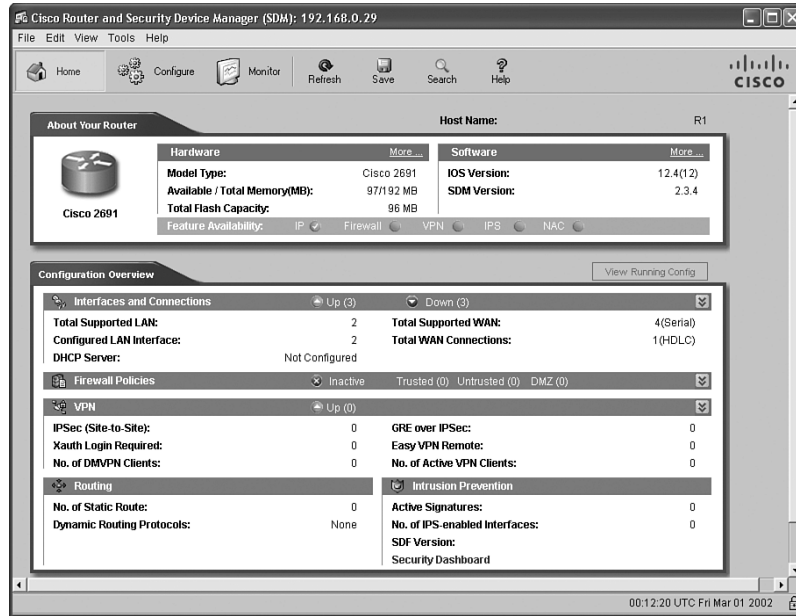 Cisco Router and Security Device Manager (SDM): 192.168.0.29
File Edit View Tools Help
Home Configure Monitor Refresh Save Search Help
CISCO
About Your Router
Host Name: R1
Hardware More ... Software More ...
Model Type: Cisco 2691 IOS Version: 12.4(12)
Available / Total Memory(MB): 97/192 MB SDM Version: 2.3.4
Total Flash Capacity: 96 MB
Cisco 2691
Feature Availability: IP Firewall VPN IPS NAC
Configuration Overview
View Running Config
Interfaces and Connections Up (3) Down (3)
Total Supported LAN: 2 Total Supported WAN: 4(Serial)
Configured LAN Interface: 2 Total WAN Connections: 1(HDLC)
DHCP Server: Not Configured
Firewall Policies Inactive Trusted (0) Untrusted (0) DMZ (0)
VPN Up (0)
IPSec (Site-to-Site): 0 GRE over IPSec: 0
Xauth Login Required: 0 Easy VPN Remote: 0
No. of DMVPN Clients: 0 No. of Active VPN Clients: 0
Routing Intrusion Prevention
No. of Static Route: 0 Active Signatures: 0
Dynamic Routing Protocols: None No. of IPS-enabled Interfaces: 0
SDF Version:
Security Dashboard
00:12:20 UTC Fri Mar 01 2002